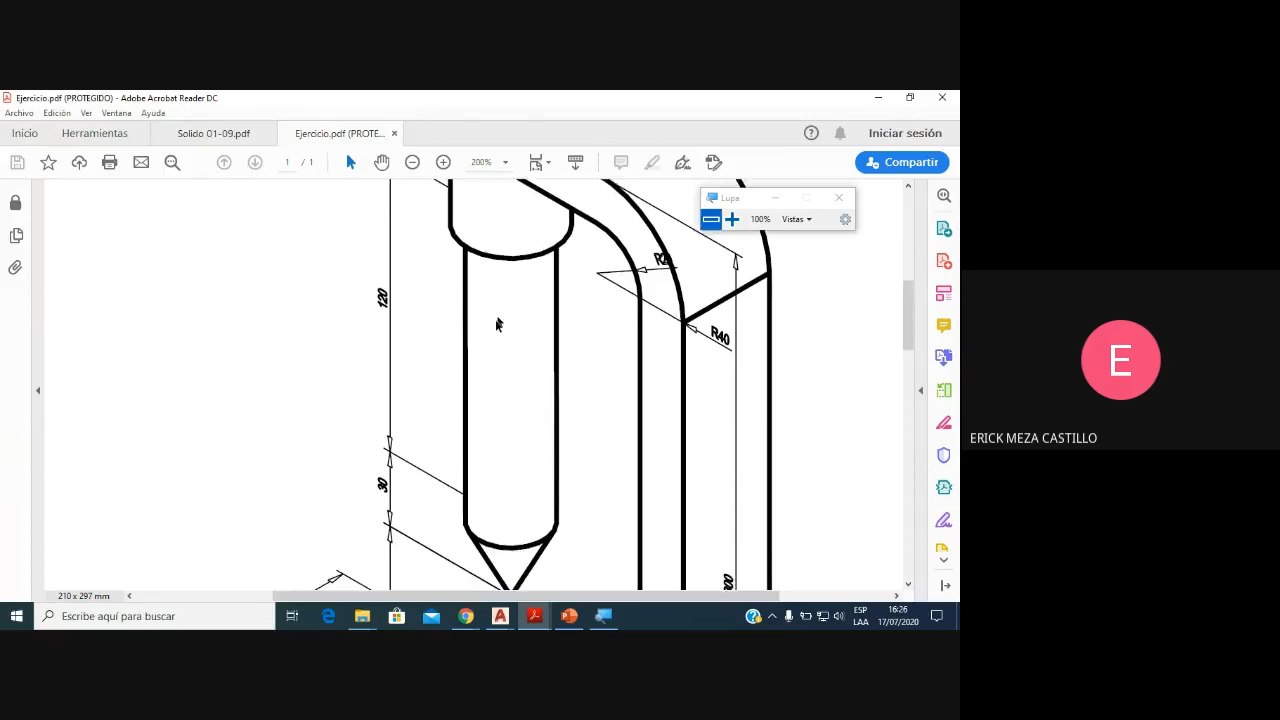 Ejercicio.pdf (PROTEGIDO) - Adobe Acrobat Reader DC
Archivo Edición Ver Ventana Ayuda
Inicio Herramientas Solido 01-09.pdf Ejercicio.pdf (PROTE... Iniciar sesión
1 / 1 200% Compartir
Lupa
100% Vistas
120
R40
30
210 x 297 mm
Escribe aquí para buscar
ESP
LAA
16:26
17/07/2020
E
ERICK MEZA CASTILLO